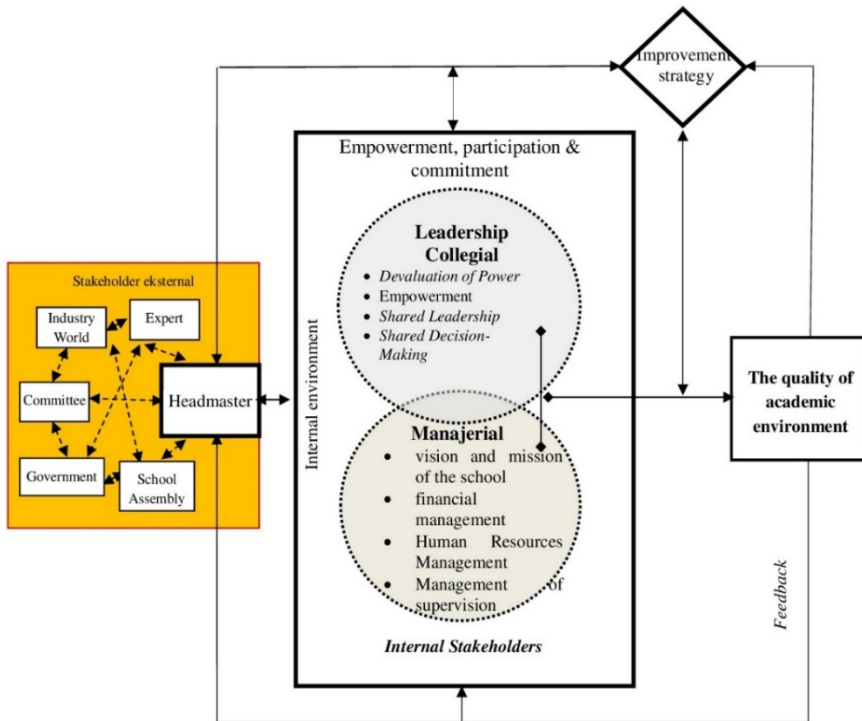 Improvement
strategy
Empowerment, participation &
commitment
Leadership
Collegial
• Devaluation of Power
• Empowerment
• Shared Leadership
• Shared Decision-
Making
Stakeholder eksternal
Industry
World
Expert
Committee
Headmaster
Government
School
Assembly
Internal environment
Manajerial
• vision and mission
of the school
• financial
management
• Human Resources
Management
• Management of
supervision
Internal Stakeholders
The quality of
academic
environment
Feedback